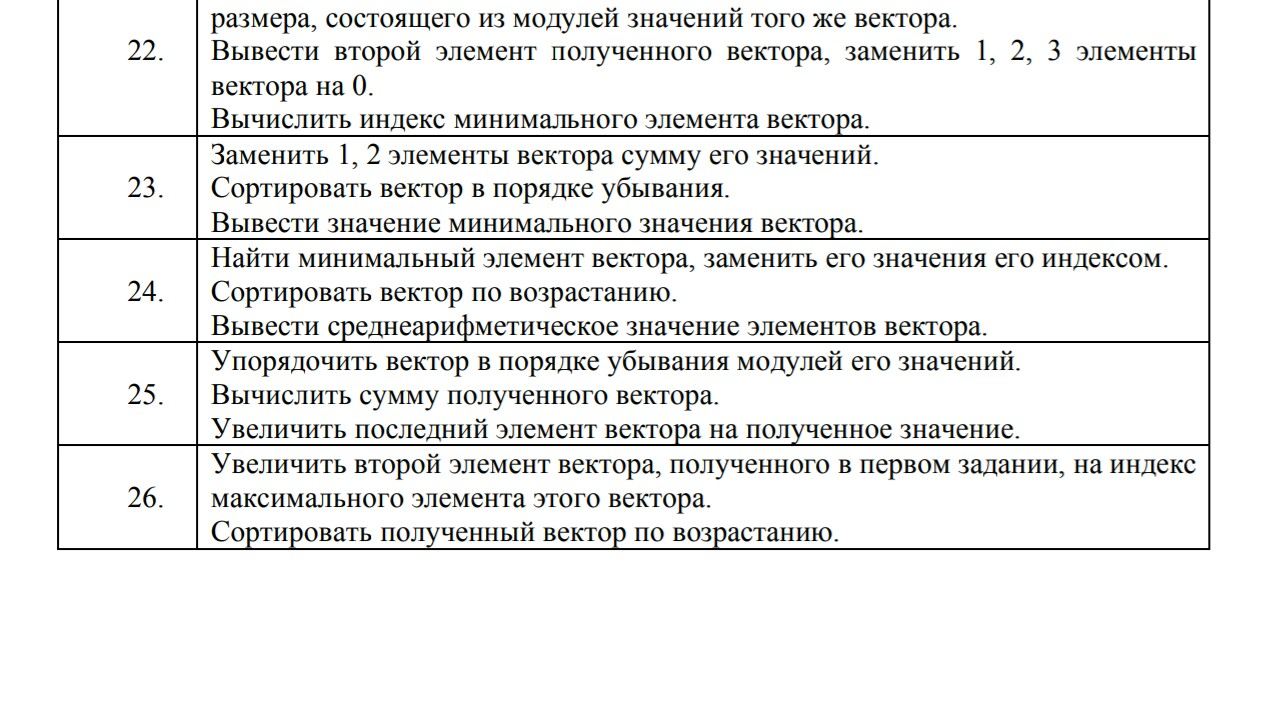 размера, состоящего из модулей значений того же вектора.
22.
Вывести второй элемент полученного вектора, заменить 1, 2, 3 элементы
вектора на 0.
Вычислить индекс минимального элемента вектора.
Заменить 1, 2 элементы вектора сумму его значений.
23.
Сортировать вектор в порядке убывания.
Вывести значение минимального значения вектора.
Найти минимальный элемент вектора, заменить его значения его индексом.
24.
Сортировать вектор по возрастанию.
Вывести среднеарифметическое значение элементов вектора.
Упорядочить вектор в порядке убывания модулей его значений.
25.
Вычислить сумму полученного вектора.
Увеличить последний элемент вектора на полученное значение.
Увеличить второй элемент вектора, полученного в первом задании, на индекс
26.
максимального элемента этого вектора.
Сортировать полученный вектор по возрастанию.